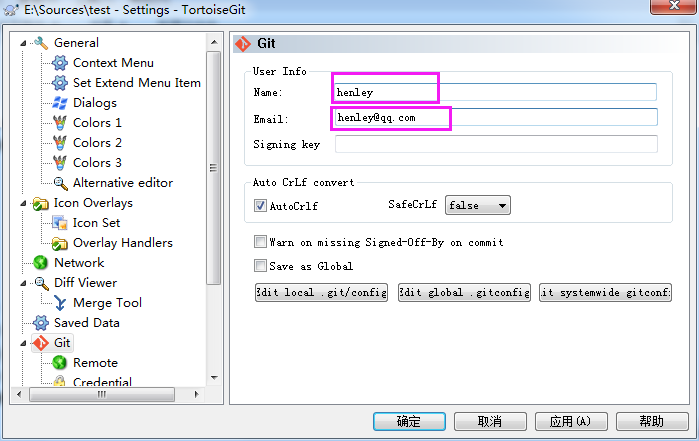 E:\Sources\test - Settings - TortoiseGit
General
Context Menu
Set Extend Menu Item
Dialogs
Colors 1
Colors 2
Colors 3
Alternative editor
Icon Overlays
Icon Set
Overlay Handlers
Network
Diff Viewer
Merge Tool
Saved Data
Git
Remote
Credential
Git
User Info
Name: henley
Email: henley@qq.com
Signing key
Auto CrLf convert
AutoCrlf SafeCrLf false
Warn on missing Signed-Off-By on commit
Save as Global
Edit local .git/config Edit global .gitconfig it systemwide gitconf
确定 取消 应用(A) 帮助